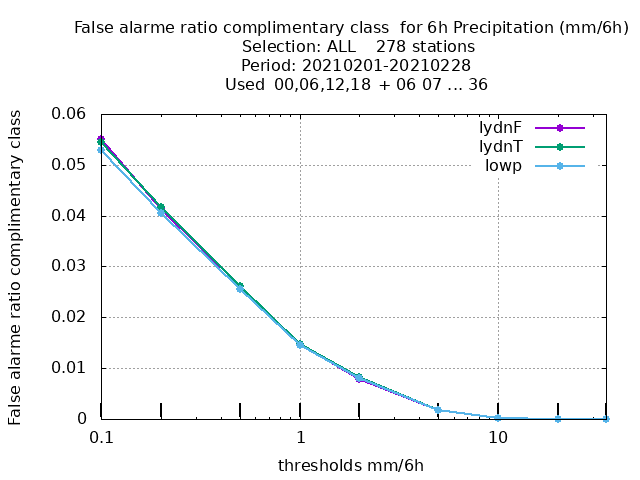 False alarme ratio complimentary class  for 6h Precipitation (mm/6h)
Selection: ALL    278 stations
Period: 20210201-20210228
Used  00,06,12,18  + 06 07 ... 36
False alarme ratio complimentary class
0.06
0.05
0.04
0.03
0.02
0.01
0
lydnF
lydnT
lowp
0.1
1
10
thresholds mm/6h